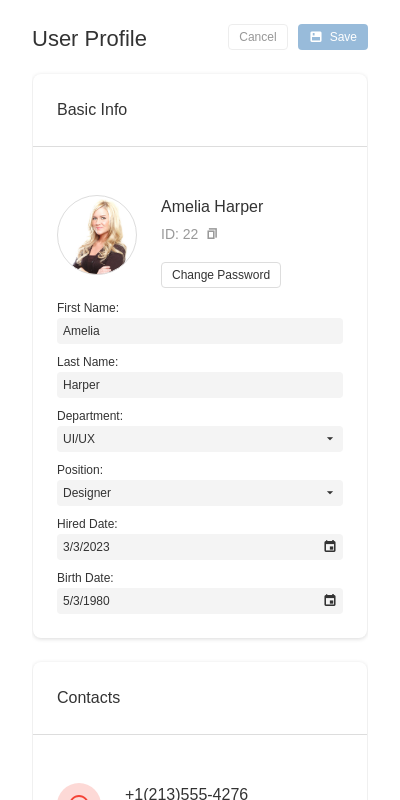 User Profile
Cancel
Save
Basic Info
Amelia Harper
ID: 22
Change Password
First Name:
Amelia
Last Name:
Harper
Department:
UI/UX
Position:
Designer
Hired Date:
3/3/2023
Birth Date:
5/3/1980
Contacts
+1(213)555-4276